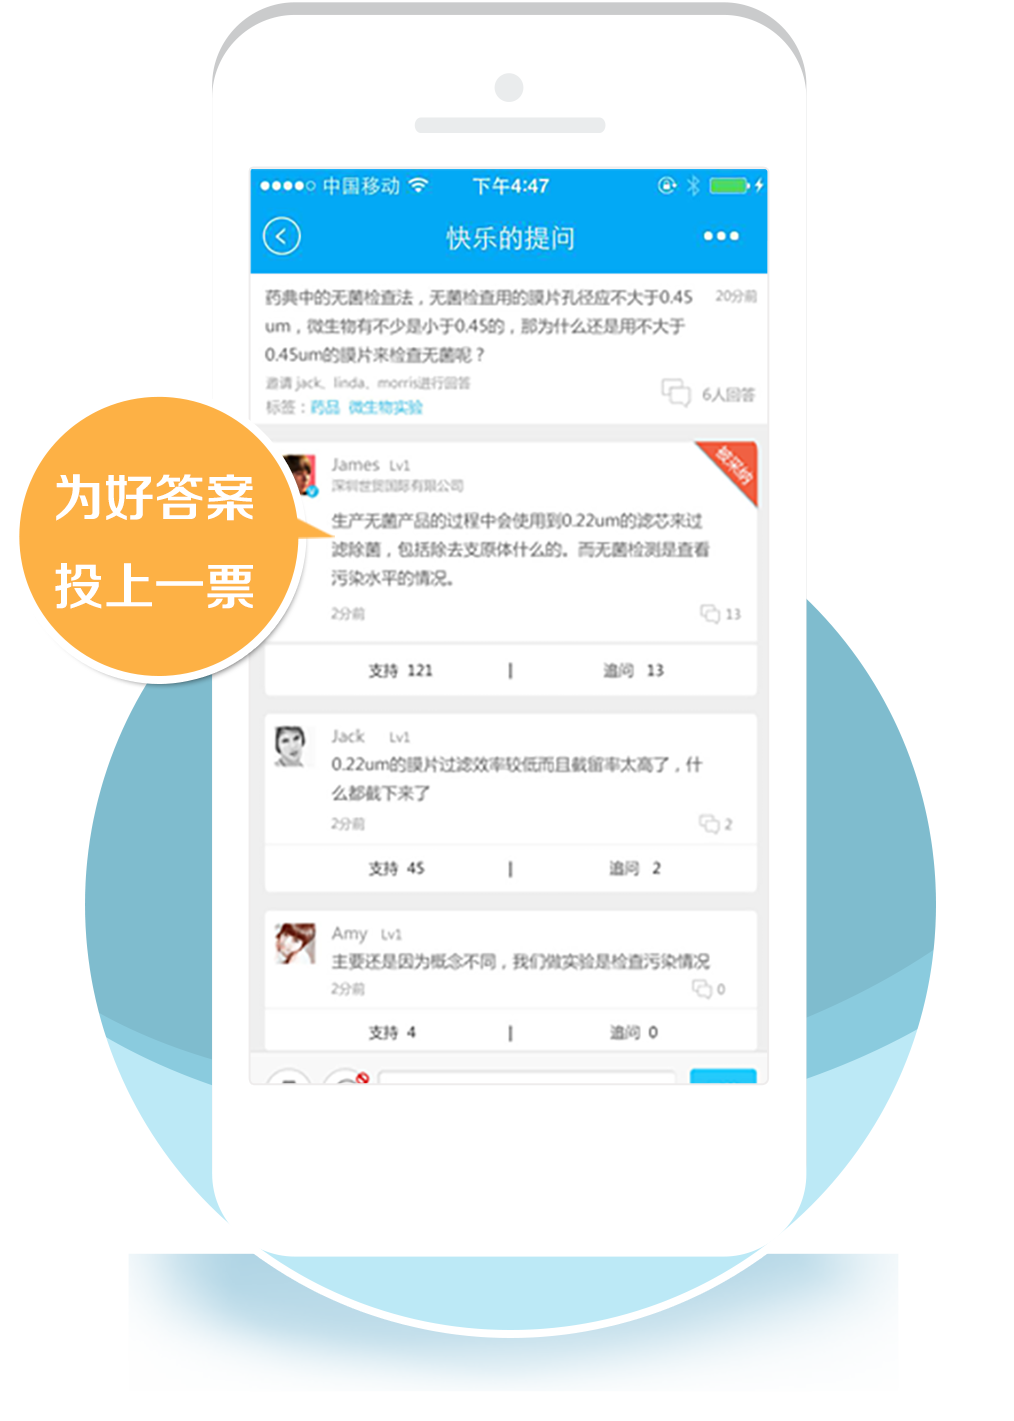 中国移动 下午4:47
快乐的提问
药典中的无菌检查法，无菌检查用的膜片孔径应不大于0.45 20分前
um，微生物有不少是小于0.45的，那为什么还是用不大于
0.45um的膜片来检查无菌呢？
邀请 jack、linda、morris进行回答
6人回答
标签：药品 微生物实验
为好答案
投上一票
James Lv1
被采纳
深圳世贸国际有限公司
生产无菌产品的过程中会使用到0.22um的滤芯来过
滤除菌，包括除去支原体什么的。而无菌检测是查看
污染水平的情况。
2分前 13
支持 121 | 追问 13
Jack Lv1
0.22um的膜片过滤效率较低而且截留率太高了，什
么都截下来了
2分前 2
支持 45 | 追问 2
Amy Lv1
主要还是因为概念不同，我们做实验是检查污染情况
2分前 0
支持 4 | 追问 0